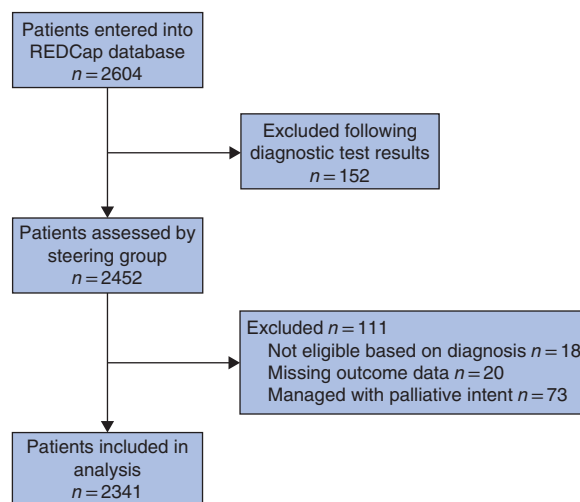 Patients entered into
REDCap database
n = 2604
Excluded following
diagnostic test results
n = 152
Patients assessed by
steering group
n = 2452
Excluded n = 111
Not eligible based on diagnosis n = 18
Missing outcome data n = 20
Managed with palliative intent n = 73
Patients included in
analysis
n = 2341